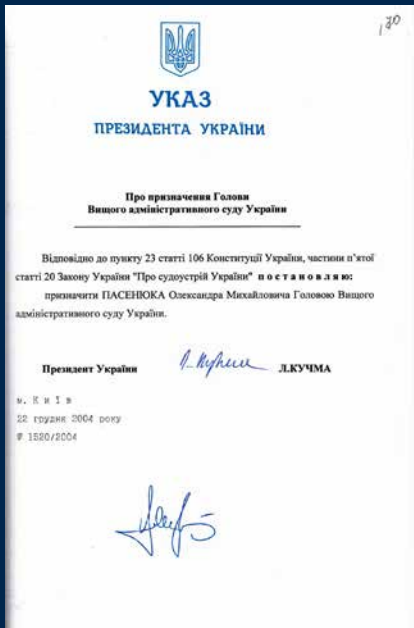 170
УКАЗ
ПРЕЗИДЕНТА УКРАЇНИ
Про призначення Голови
Вищого адміністративного суду України
Відповідно до пункту 23 статті 106 Конституції України, частини п'ятої
статті 20 Закону України "Про судоустрій України" постановляю:
призначити ПАСЕНЮКА Олександра Михайловича Головою Вищого
адміністративного суду України.
Президент України Л.КУЧМА
м. Київ
22 грудня 2004 року
№ 1520/2004